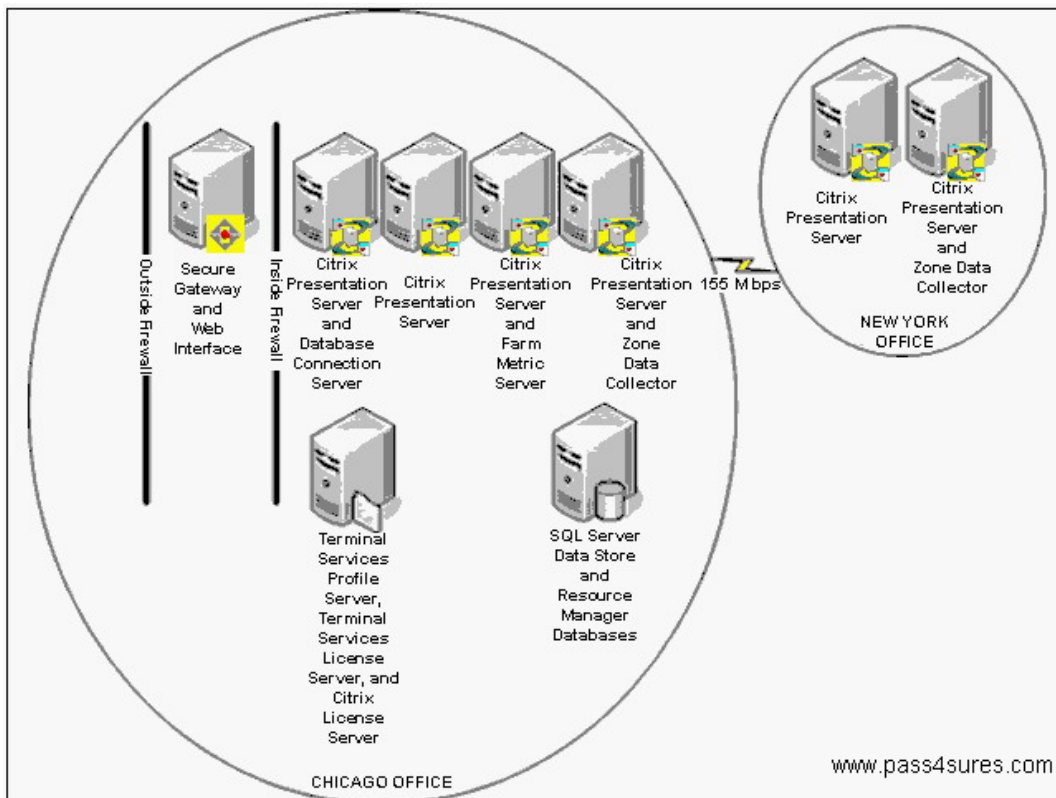 Outside Firewall
Secure
Gateway
and
Web
Interface
Inside Firewall
Citrix
Presentation
Server
and
Database
Connection
Server
Citrix
Presentation
Server
Citrix
Presentation
Server
and
Farm
Metric
Server
Citrix
Presentation
Server
and
Zone
Data
Collector
155 Mbps
Citrix
Presentation
Server
Citrix
Presentation
Server
and
Zone Data
Collector
NEW YORK
OFFICE
Terminal
Services
Profile
Server,
Terminal
Services
License
Server, and
Citrix
License
Server
SQL Server
Data Store
and
Resource
Manager
Databases
CHICAGO OFFICE
www.pass4sures.com